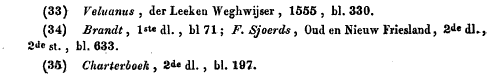 (33) Veluanus, der Leeken Weghwijser, 1555, bl. 330.
(34) Brandt, 1ste dl., bl 71; F. Sjoerds, Oud en Nieuw Friesland, 2de dl.,
2de st., bl. 633.
(35) Charterboek, 2de dl., bl. 197.